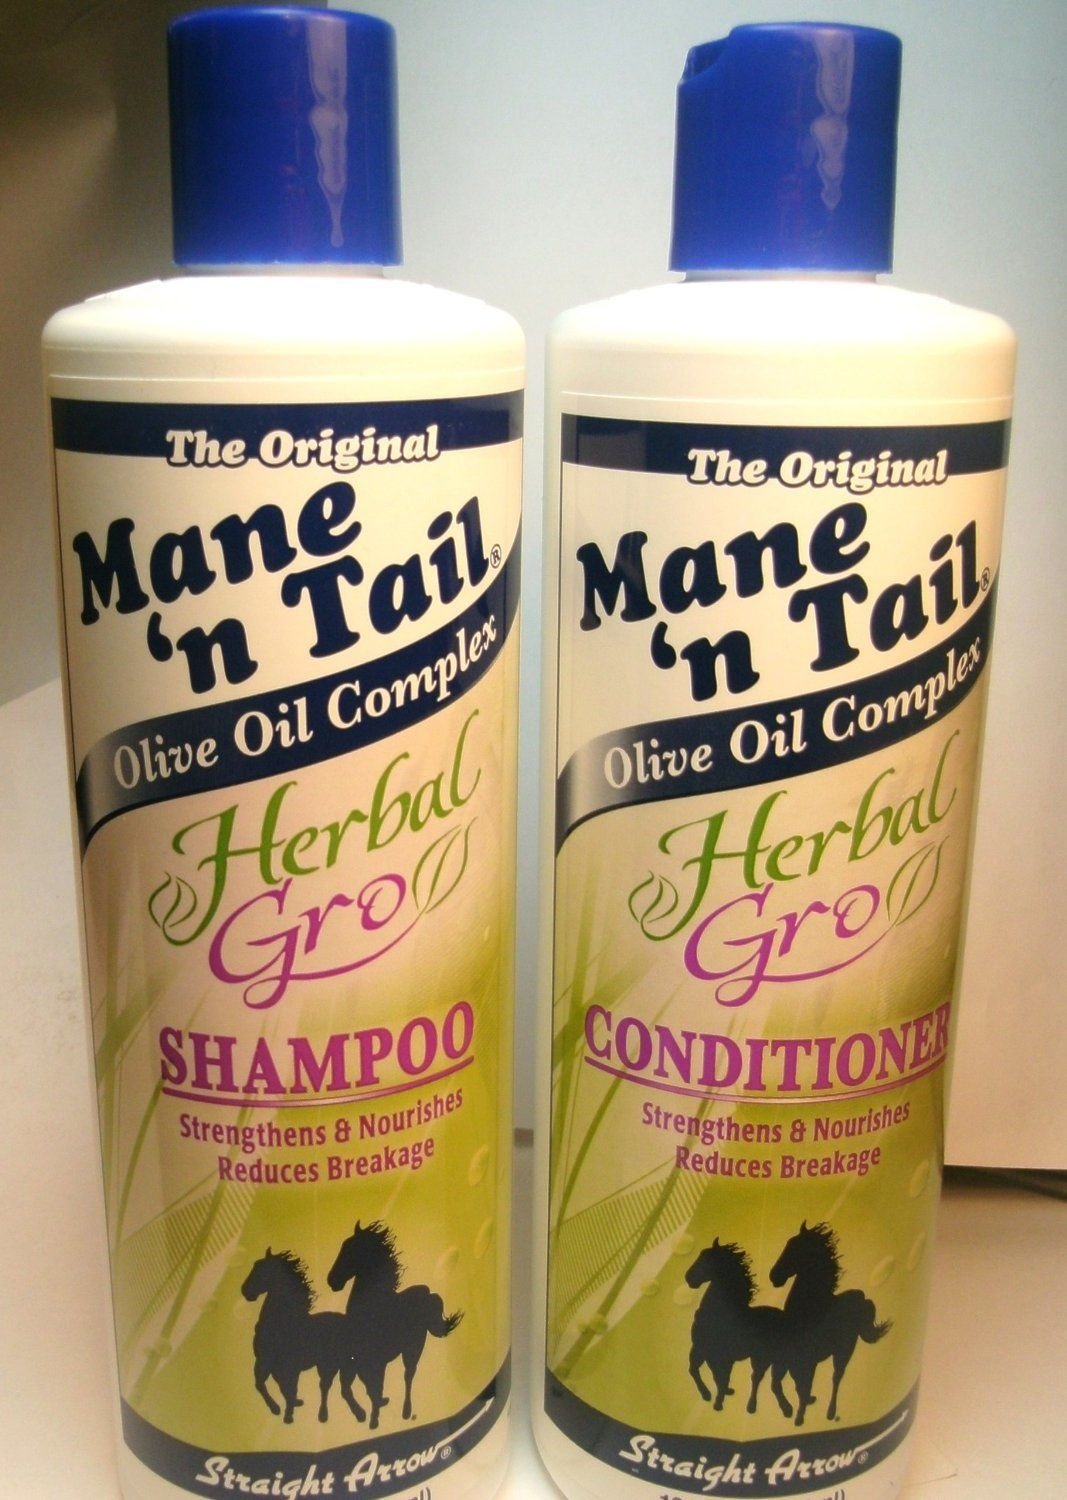 The Original
Mane
'n Tail®
Olive Oil Complex
Herbal
Gro
SHAMPOO
Strengthens & Nourishes
Reduces Breakage
Straight Arrow®
The Original
Mane
'n Tail®
Olive Oil Complex
Herbal
Gro
CONDITIONER
Strengthens & Nourishes
Reduces Breakage
Straight Arrow®